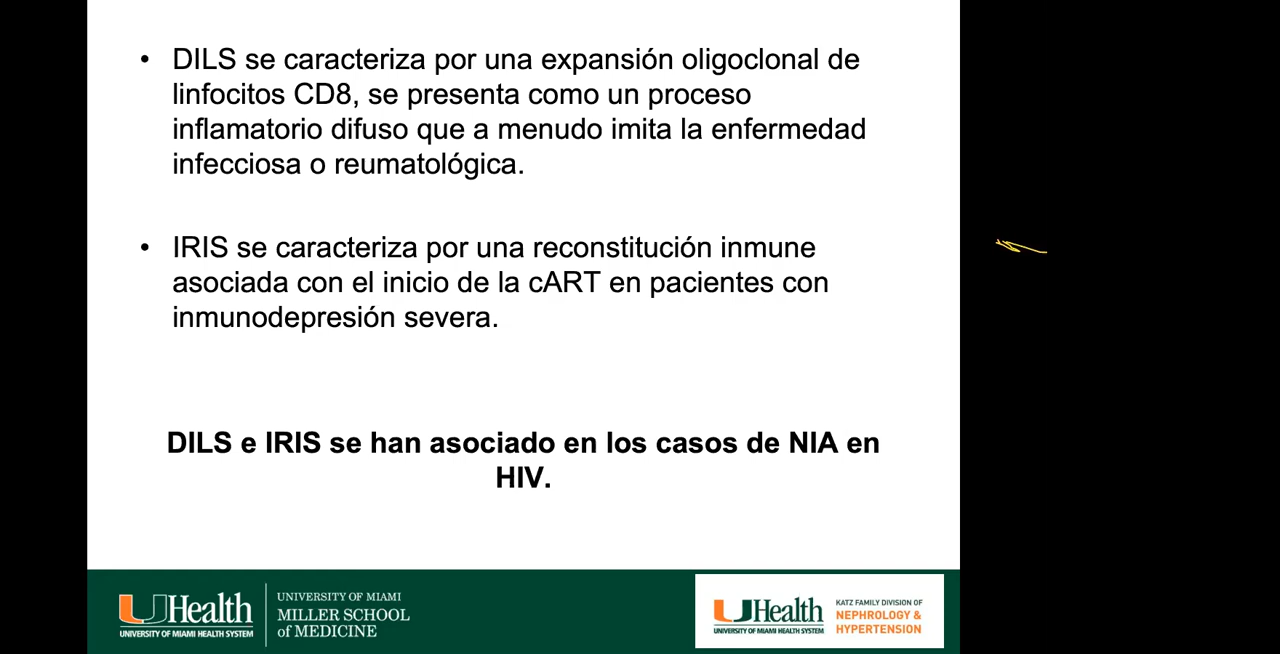 • DILS se caracteriza por una expansión oligoclonal de
linfocitos CD8, se presenta como un proceso
inflamatorio difuso que a menudo imita la enfermedad
infecciosa o reumatológica.
• IRIS se caracteriza por una reconstitución inmune
asociada con el inicio de la cART en pacientes con
inmunodepresión severa.
DILS e IRIS se han asociado en los casos de NIA en
HIV.
UHealth
UNIVERSITY OF MIAMI HEALTH SYSTEM
UNIVERSITY OF MIAMI
MILLER SCHOOL
of MEDICINE
UHealth
UNIVERSITY OF MIAMI HEALTH SYSTEM
KATZ FAMILY DIVISION OF
NEPHROLOGY &
HYPERTENSION